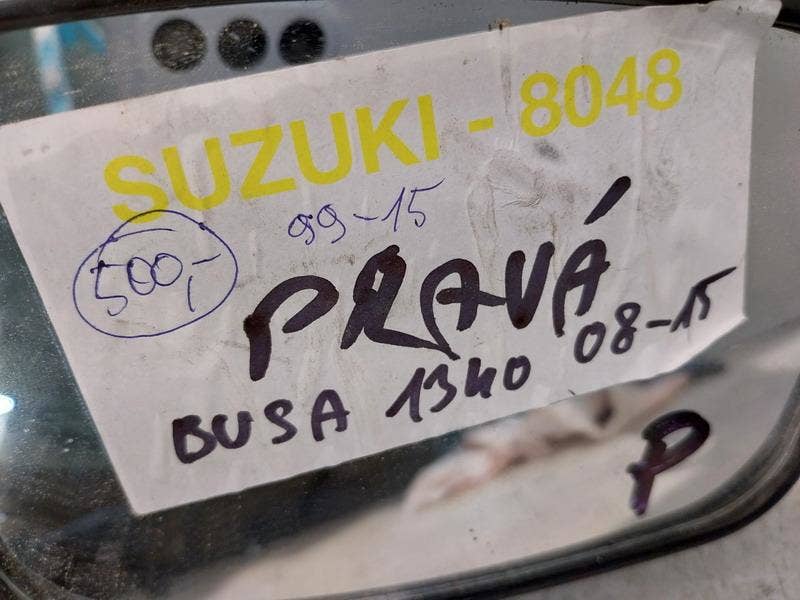 SUZUKI - 8048
99-15
500,-
PRAVÁ
BUSA 1340 08-15
P